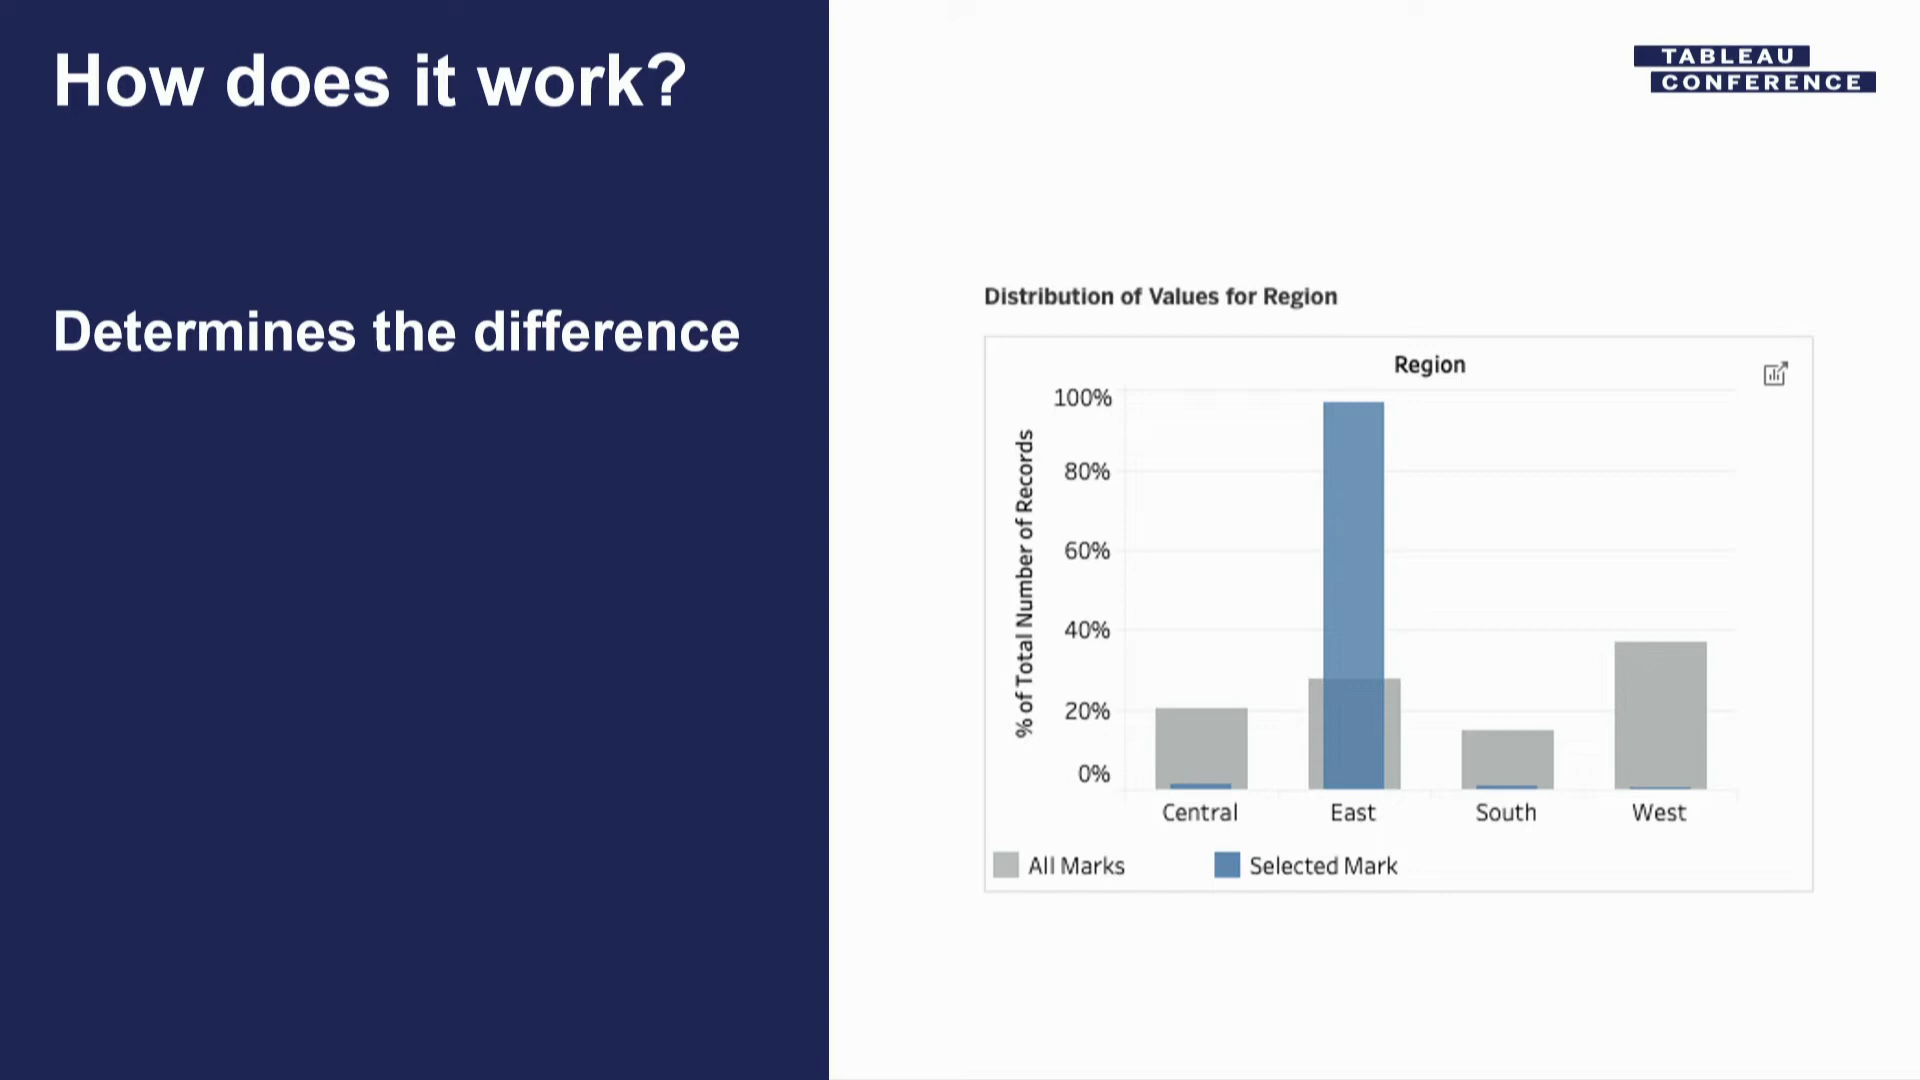 How does it work?
TABLEAU
CONFERENCE
Determines the difference
Distribution of Values for Region
Region
% of Total Number of Records
100%
80%
60%
40%
20%
0%
Central East South West
All Marks Selected Mark